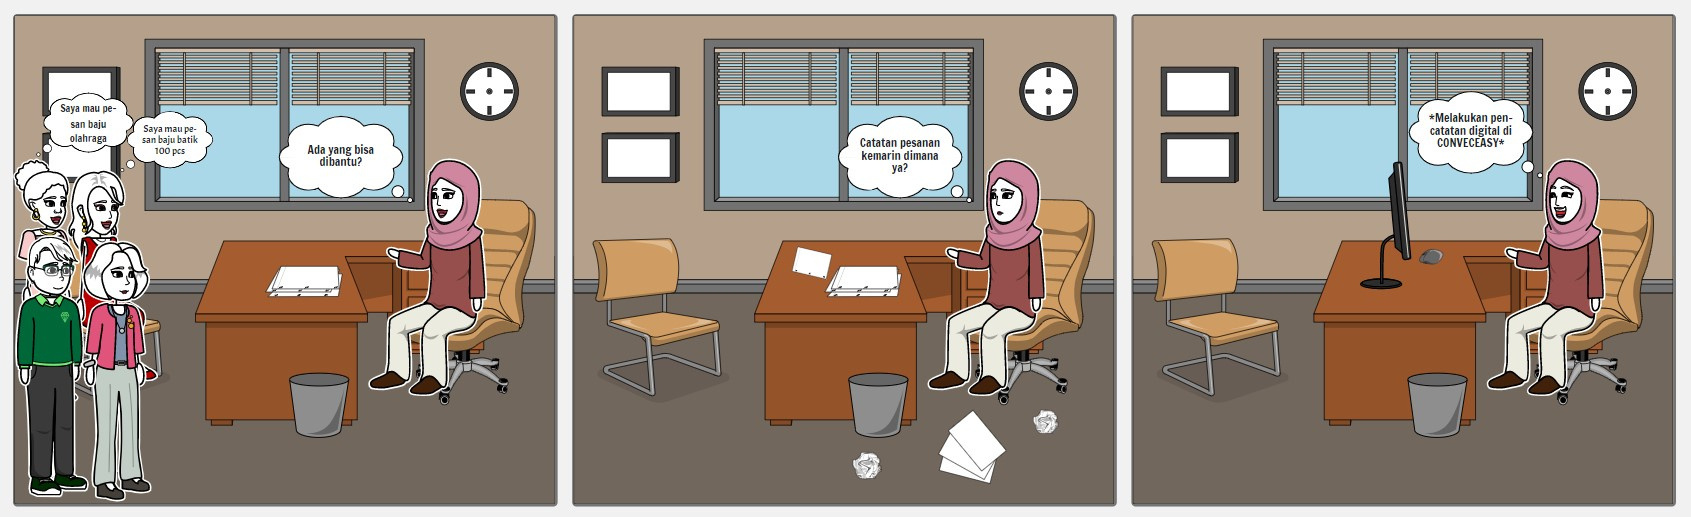 Saya mau pe-
san baju
olahraga
Saya mau pe-
san baju batik
100 pcs
Ada yang bisa
dibantu?
Catatan pesanan
kemarin dimana
ya?
*Melakukan pen-
catatan digital di
CONVECEASY*